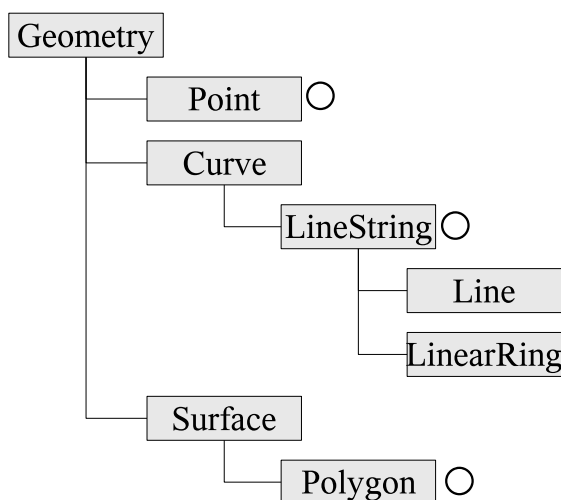 Geometry
Point
Curve
LineString
Line
LinearRing
Surface
Polygon